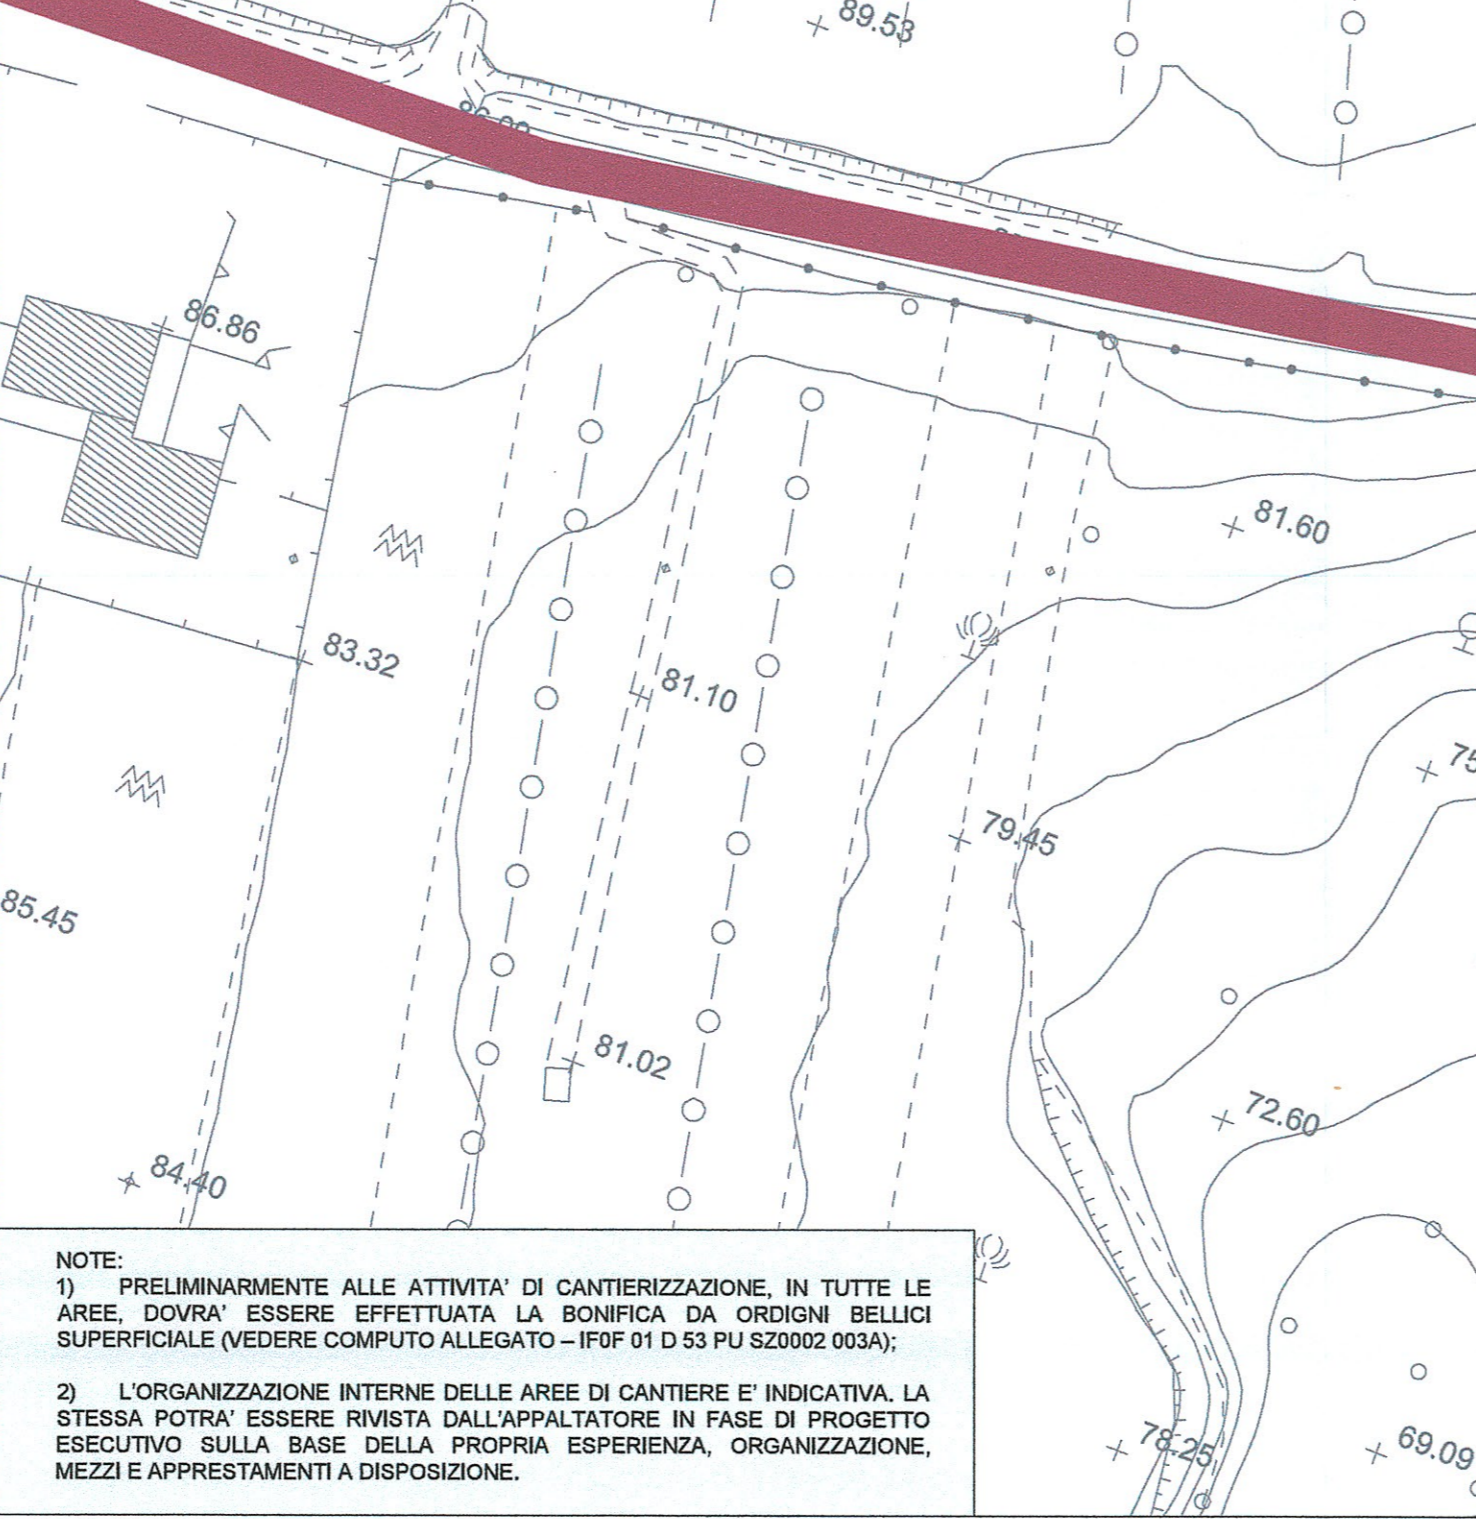 89.53
86.86
81.60
83.32
81.10
79.45
85.45
81.02
72.60
84.40
78.25
69.09
NOTE:
1) PRELIMINARMENTE ALLE ATTIVITA' DI CANTIERIZZAZIONE, IN TUTTE LE
AREE, DOVRA' ESSERE EFFETTUATA LA BONIFICA DA ORDIGNI BELLICI
SUPERFICIALE (VEDERE COMPUTO ALLEGATO – IF0F 01 D 53 PU SZ0002 003A);
2) L'ORGANIZZAZIONE INTERNE DELLE AREE DI CANTIERE E' INDICATIVA. LA
STESSA POTRA' ESSERE RIVISTA DALL'APPALTATORE IN FASE DI PROGETTO
ESECUTIVO SULLA BASE DELLA PROPRIA ESPERIENZA, ORGANIZZAZIONE,
MEZZI E APPRESTAMENTI A DISPOSIZIONE.